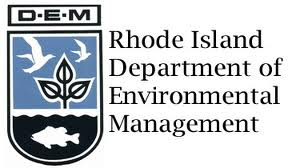 D·E·M
Rhode Island
Department of
Environmental
Management